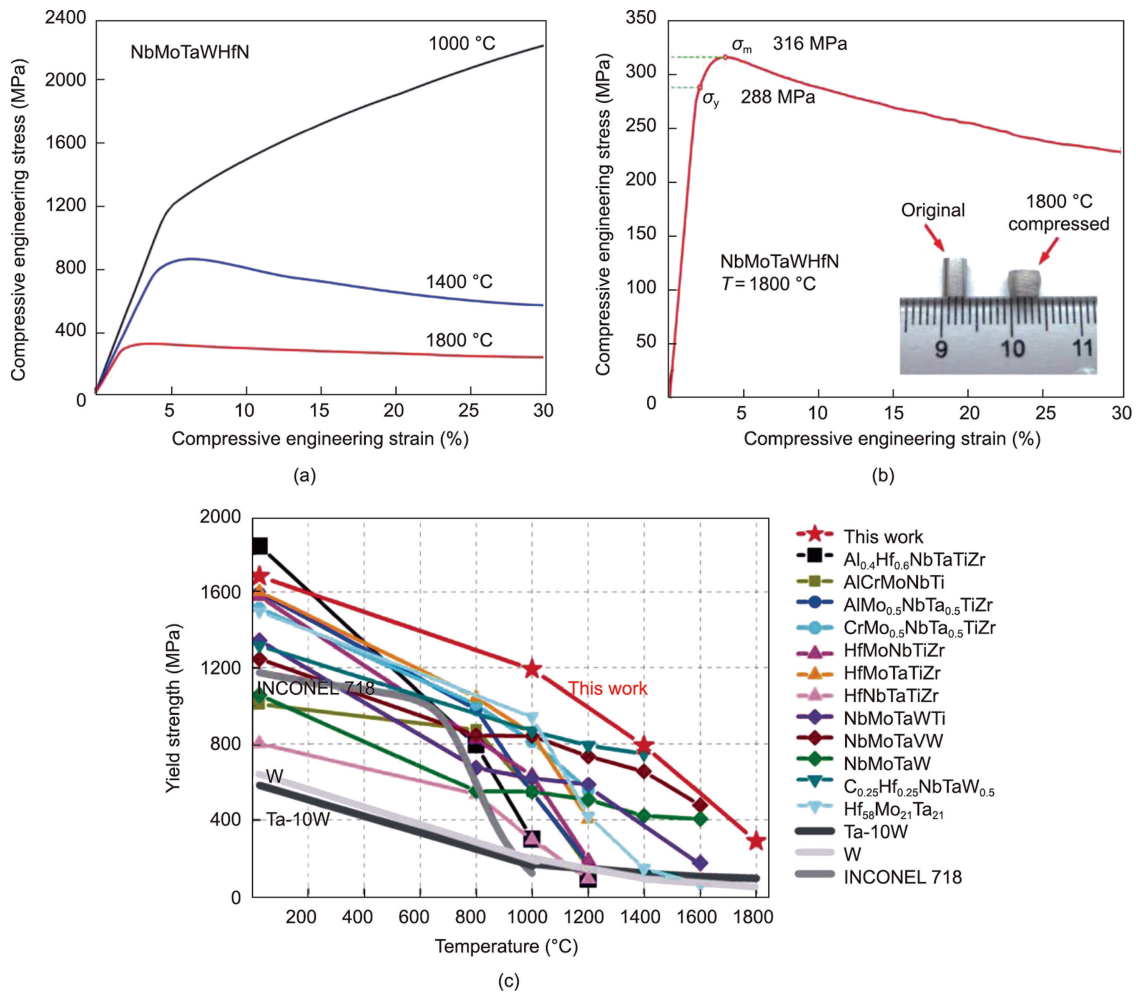 2400
2000
1600
1200
800
400
0
Compressive engineering stress (MPa)
NbMoTaWHfN
1000 °C
1400 °C
1800 °C
5
10
15
20
25
30
Compressive engineering strain (%)
(a)
350
300
250
200
150
100
50
0
Compressive engineering stress (MPa)
σm 316 MPa
σy 288 MPa
Original
1800 °C
compressed
NbMoTaWHfN
T = 1800 °C
9
10
11
0
5
10
15
20
25
30
Compressive engineering strain (%)
(b)
2000
1600
1200
800
400
0
Yield strength (MPa)
INCONEL 718
This work
W
Ta-10W
200
400
600
800
1000
1200
1400
1600
1800
Temperature (°C)
This work
Al0.4Hf0.6NbTaTiZr
AlCrMoNbTi
AlMo0.5NbTa0.5TiZr
CrMo0.5NbTa0.5TiZr
HfMoNbTiZr
HfMoTaTiZr
HfNbTaTiZr
NbMoTaWTi
NbMoTaVW
NbMoTaW
C0.25Hf0.25NbTaW0.5
Hf58Mo21Ta21
Ta-10W
W
INCONEL 718
(c)